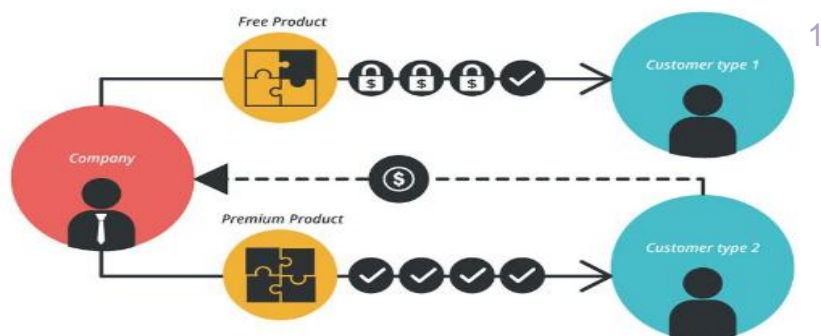 Free Product
1
Customer type 1
$
$
$
Company
$
Premium Product
Customer type 2